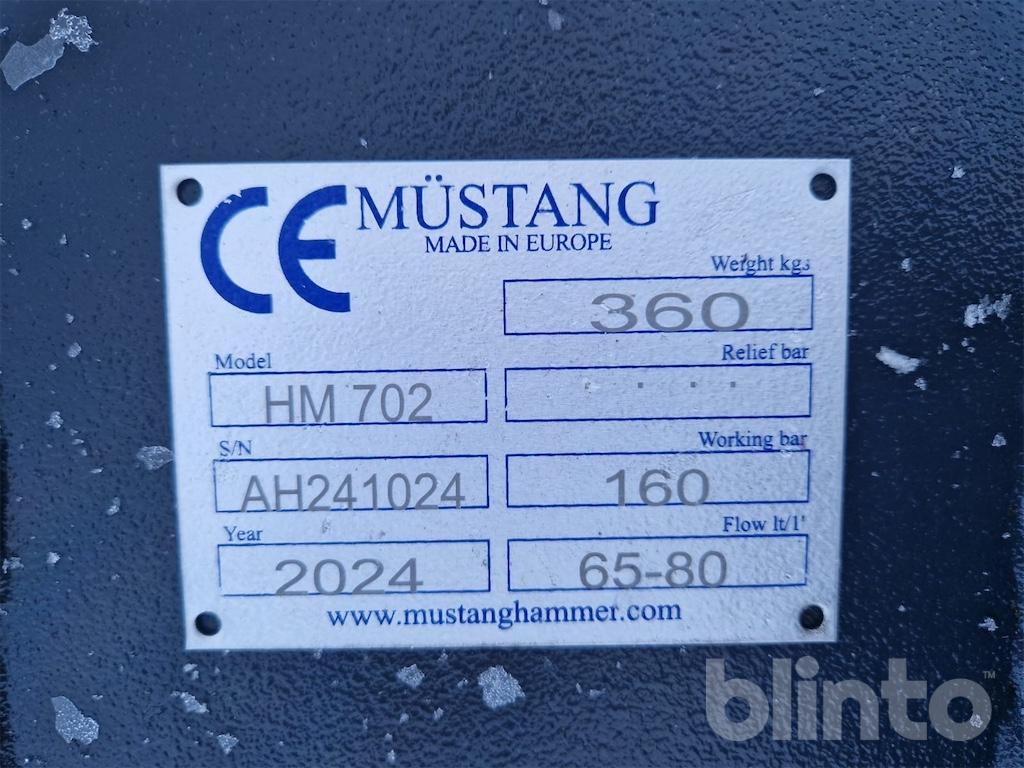 CE MÜSTANG
MADE IN EUROPE
Weight kgs
360
Model
HM 702
Relief bar
. . . .
S/N
AH241024
Working bar
160
Year
2024
Flow lt/1'
65-80
www.mustanghammer.com
blinto™